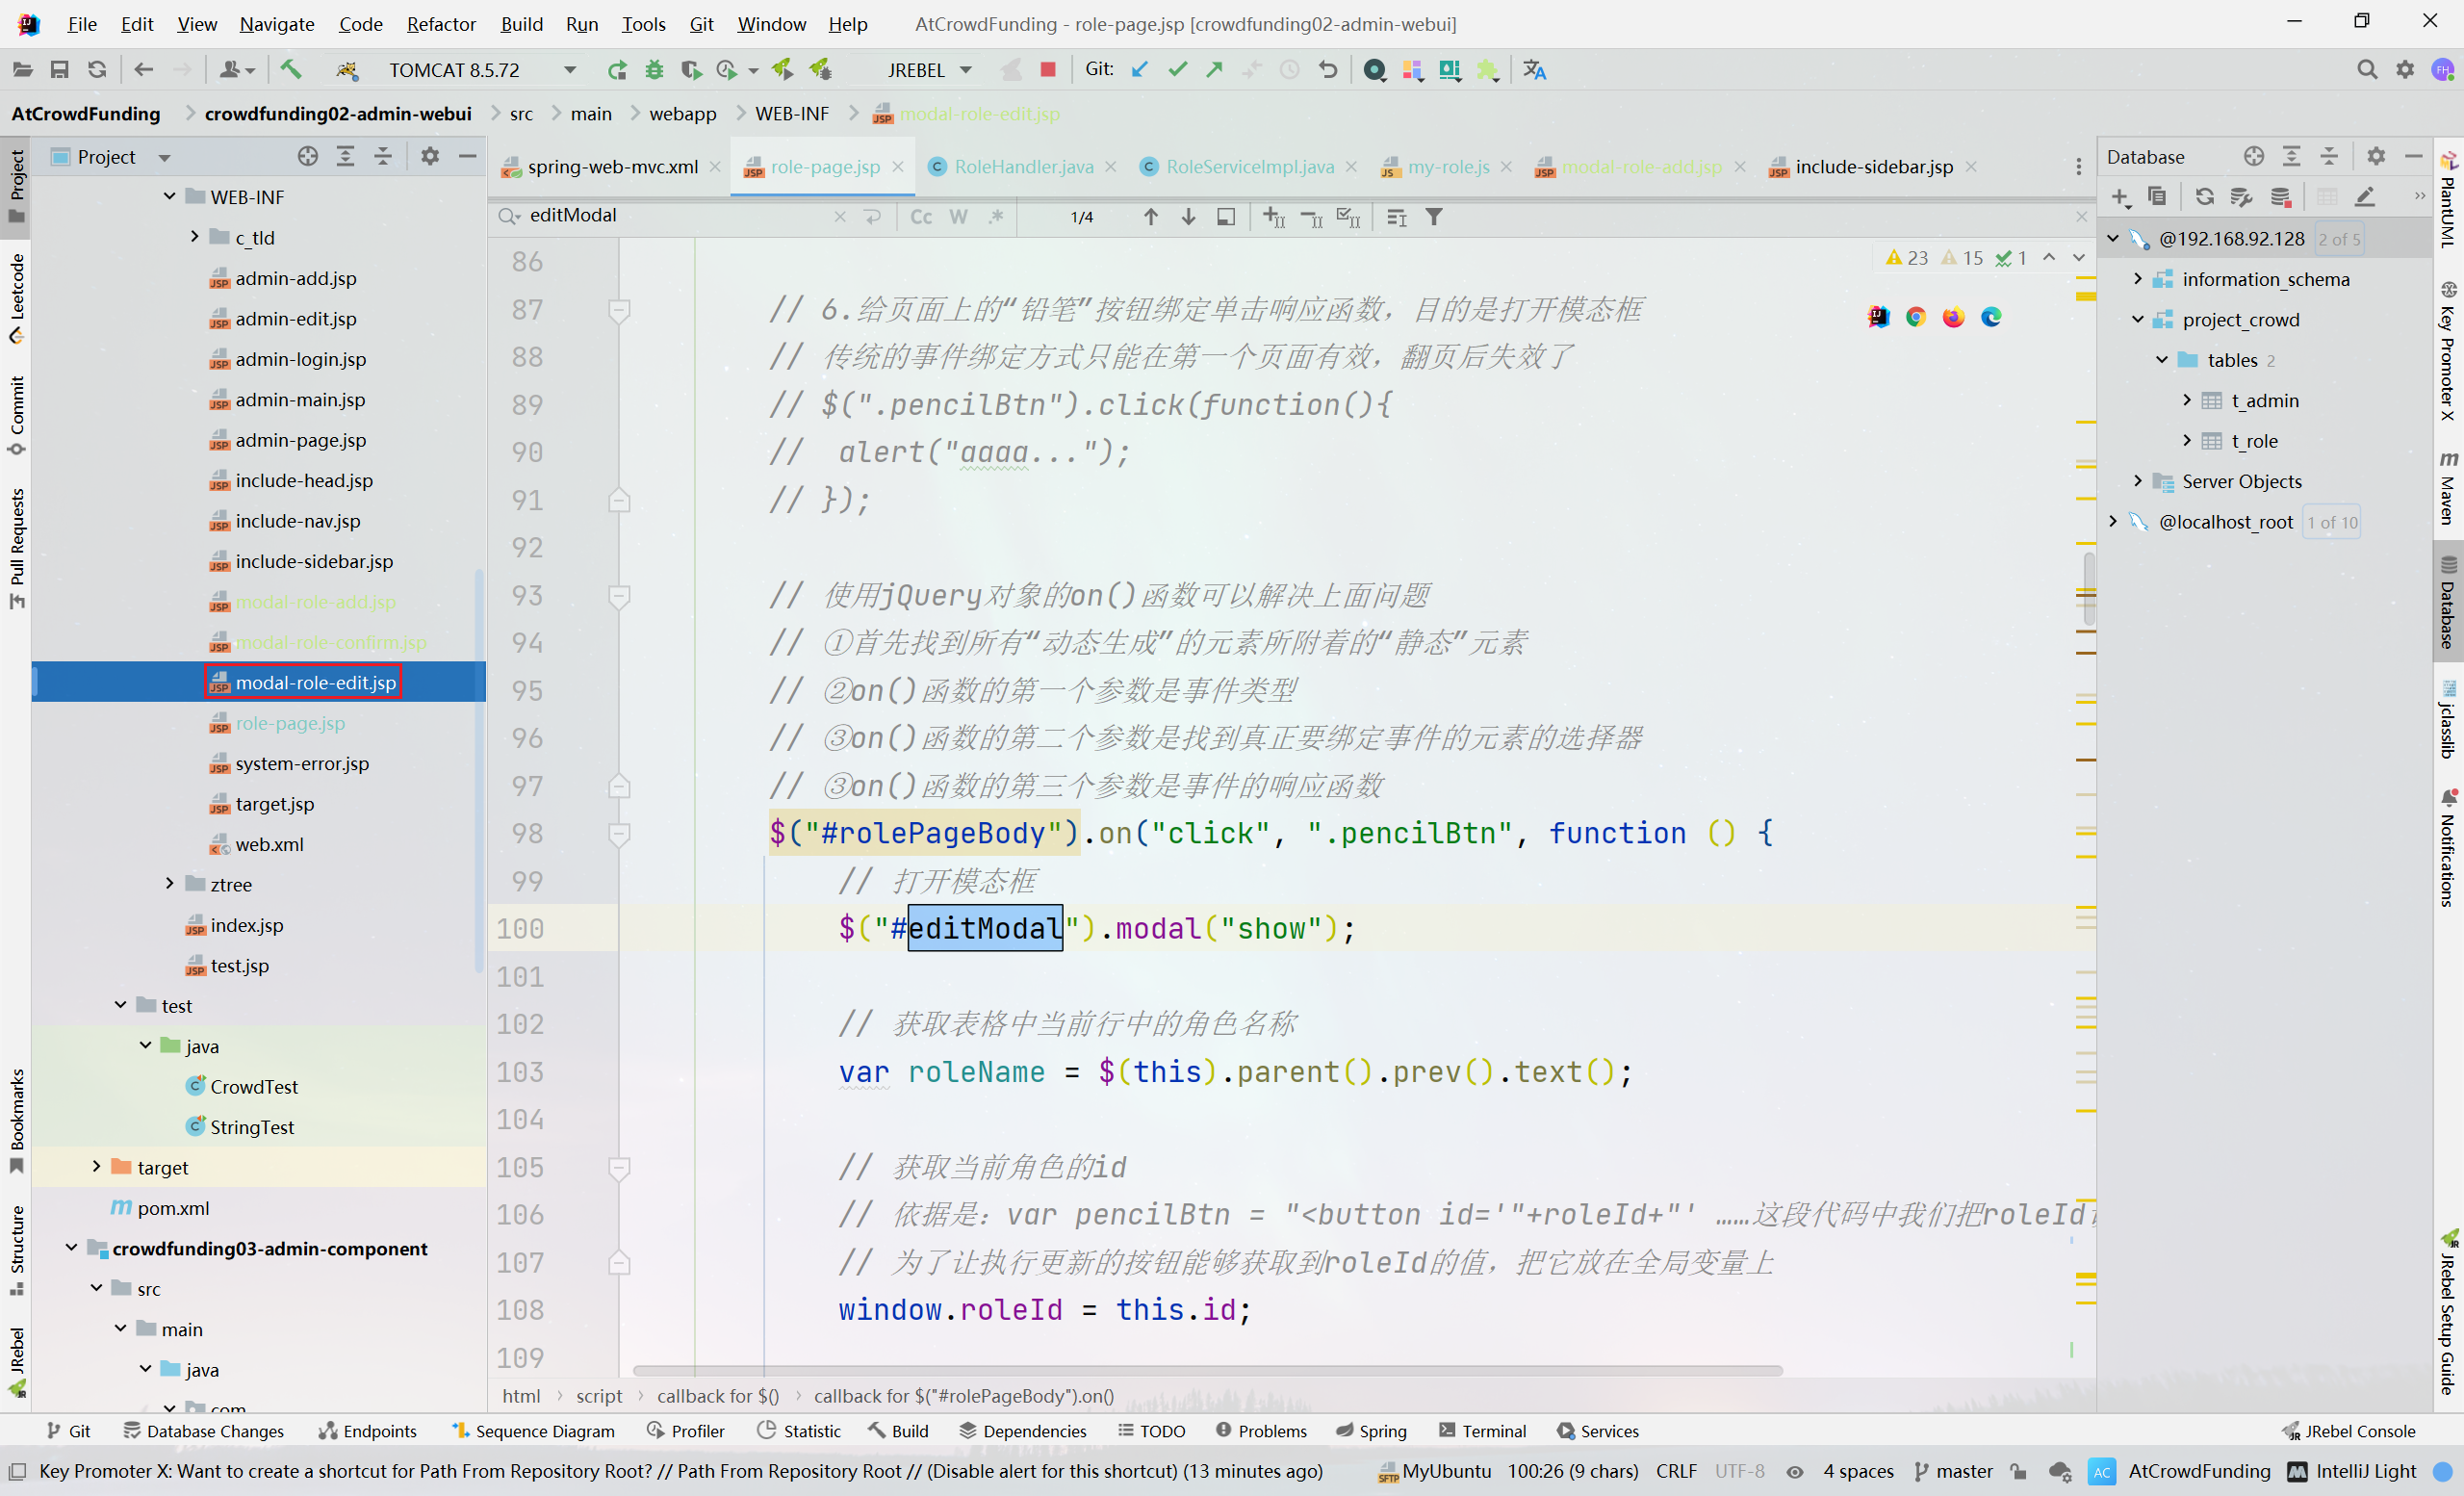 File Edit View Navigate Code Refactor Build Run Tools Git Window Help AtCrowdFunding - role-page.jsp [crowdfunding02-admin-webui]
TOMCAT 8.5.72 JREBEL Git: FH
AtCrowdFunding crowdfunding02-admin-webui src main webapp WEB-INF modal-role-edit.jsp
Project
Leetcode
Commit
Pull Requests
Bookmarks
Structure
JRebel
Project
WEB-INF
c_tld
admin-add.jsp
admin-edit.jsp
admin-login.jsp
admin-main.jsp
admin-page.jsp
include-head.jsp
include-nav.jsp
include-sidebar.jsp
modal-role-add.jsp
modal-role-confirm.jsp
modal-role-edit.jsp
role-page.jsp
system-error.jsp
target.jsp
web.xml
ztree
index.jsp
test.jsp
test
java
CrowdTest
StringTest
target
pom.xml
crowdfunding03-admin-component
src
main
java
com
spring-web-mvc.xml role-page.jsp RoleHandler.java RoleServiceImpl.java my-role.js modal-role-add.jsp include-sidebar.jsp
editModal Cc W .* 1/4
23 15 1
86
87 // 6.给页面上的“铅笔”按钮绑定单击响应函数，目的是打开模态框
88 // 传统的事件绑定方式只能在第一个页面有效，翻页后失效了
89 // $(".pencilBtn").click(function(){
90 //  alert("aaaa...");
91 // });
92
93 // 使用jQuery对象的on()函数可以解决上面问题
94 // ①首先找到所有“动态生成”的元素所附着的“静态”元素
95 // ②on()函数的第一个参数是事件类型
96 // ③on()函数的第二个参数是找到真正要绑定事件的元素的选择器
97 // ③on()函数的第三个参数是事件的响应函数
98 $("#rolePageBody").on("click", ".pencilBtn", function () {
99 // 打开模态框
100 $("#editModal").modal("show");
101
102 // 获取表格中当前行中的角色名称
103 var roleName = $(this).parent().prev().text();
104
105 // 获取当前角色的id
106 // 依据是：var pencilBtn = "<button id='"+roleId+"' ……这段代码中我们把roleId
107 // 为了让执行更新的按钮能够获取到roleId的值，把它放在全局变量上
108 window.roleId = this.id;
109
html script callback for $() callback for $("#rolePageBody").on()
Database
@192.168.92.128 2 of 5
information_schema
project_crowd
tables 2
t_admin
t_role
Server Objects
@localhost_root 1 of 10
PlantUML
Key Promoter X
Maven
Database
jclasslib
Notifications
JRebel Setup Guide
Git Database Changes Endpoints Sequence Diagram Profiler Statistic Build Dependencies TODO Problems Spring Terminal Services JRebel Console
Key Promoter X: Want to create a shortcut for Path From Repository Root? // Path From Repository Root // (Disable alert for this shortcut) (13 minutes ago) MyUbuntu 100:26 (9 chars) CRLF UTF-8 4 spaces master AC AtCrowdFunding IntelliJ Light